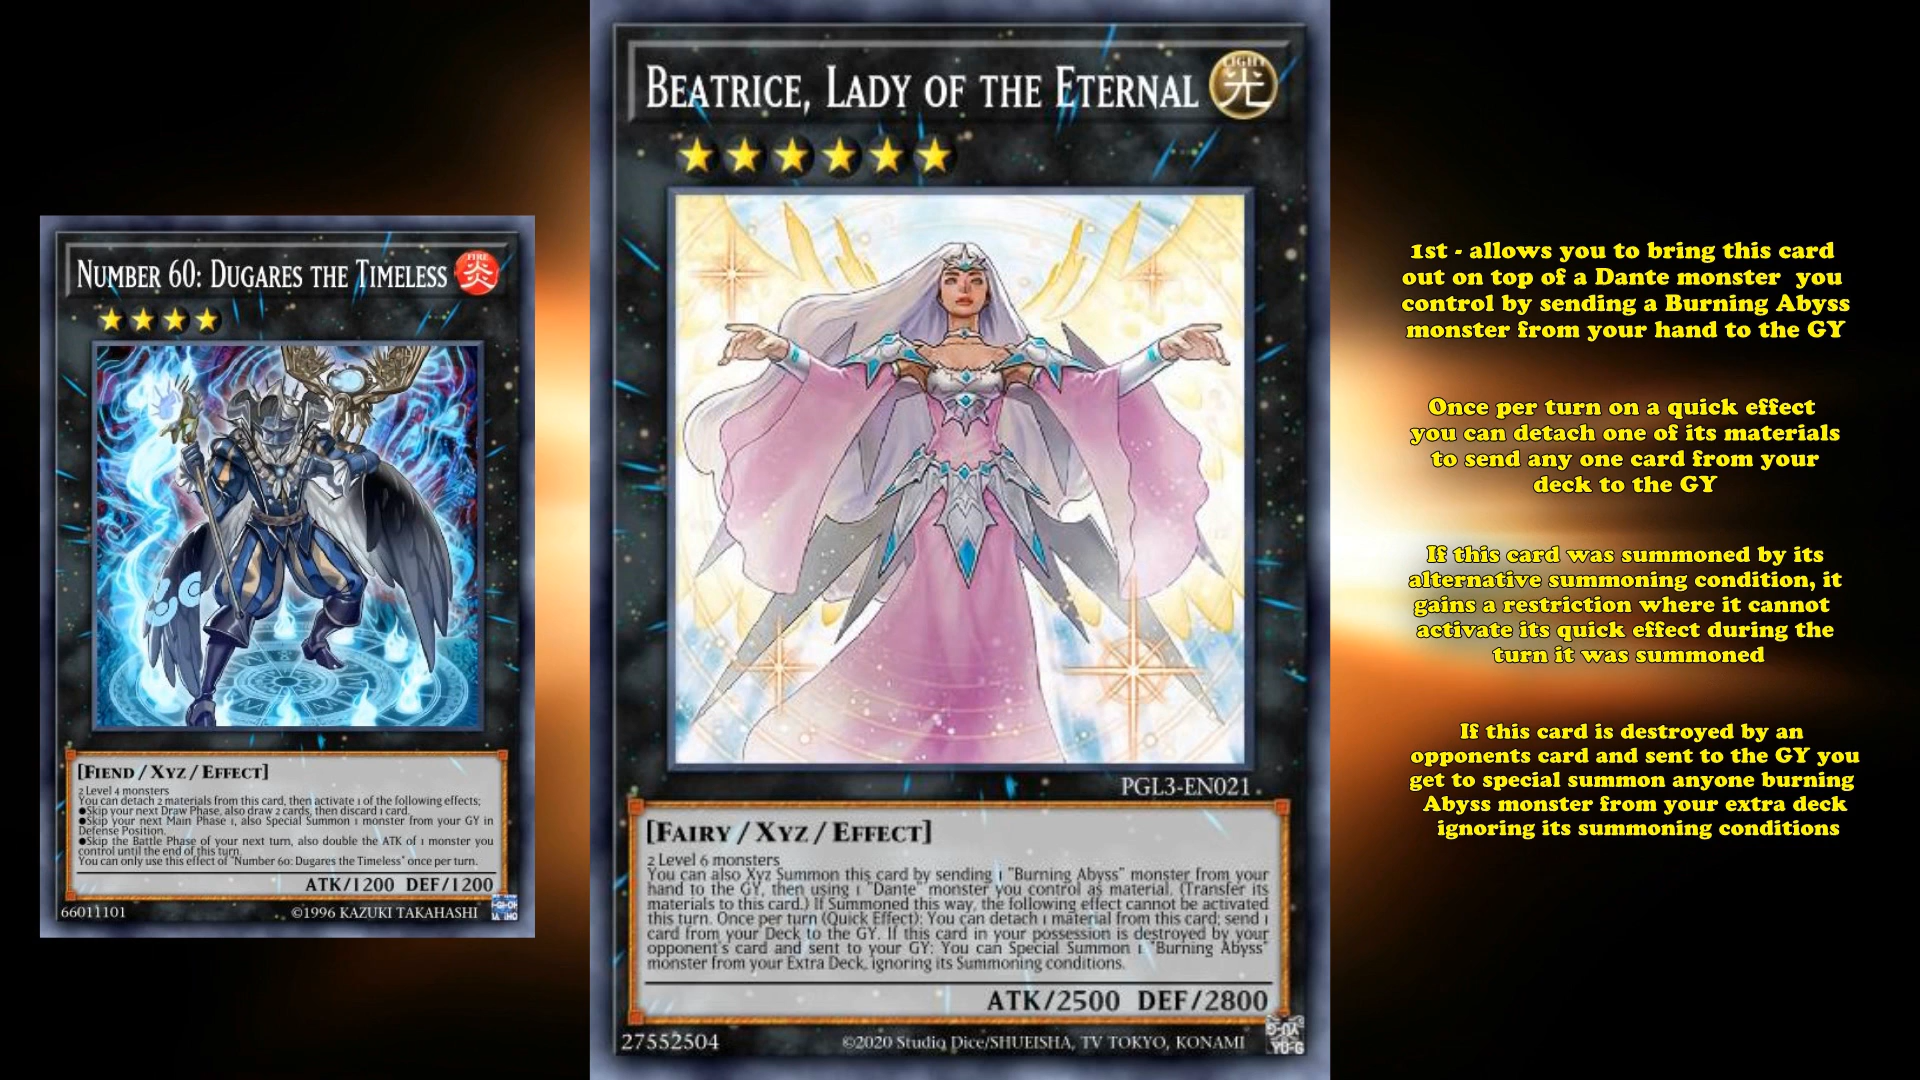 NUMBER 60: DUGARES THE TIMELESS
FIRE
炎
[FIEND / XYZ / EFFECT]
2 Level 4 monsters
You can detach 2 materials from this card, then activate 1 of the following effects;
●Skip your next Draw Phase, also draw 2 cards, then discard 1 card.
●Skip your next Main Phase 1, also Special Summon 1 monster from your GY in
Defense Position.
●Skip the Battle Phase of your next turn, also double the ATK of 1 monster you
control until the end of this turn.
You can only use this effect of "Number 60: Dugares the Timeless" once per turn.
ATK/1200 DEF/1200
66011101
©1996 KAZUKI TAKAHASHI
BEATRICE, LADY OF THE ETERNAL
LIGHT
光
PGL3-EN021
[FAIRY / XYZ / EFFECT]
2 Level 6 monsters
You can also Xyz Summon this card by sending 1 "Burning Abyss" monster from your
hand to the GY, then using 1 "Dante" monster you control as material. (Transfer its
materials to this card.) If Summoned this way, the following effect cannot be activated
this turn. Once per turn (Quick Effect): You can detach 1 material from this card; send 1
card from your Deck to the GY. If this card in your possession is destroyed by your
opponent's card and sent to your GY: You can Special Summon 1 "Burning Abyss"
monster from your Extra Deck, ignoring its Summoning conditions.
ATK/2500 DEF/2800
27552504
©2020 Studio Dice/SHUEISHA, TV TOKYO, KONAMI
1st - allows you to bring this card
out on top of a Dante monster you
control by sending a Burning Abyss
monster from your hand to the GY
Once per turn on a quick effect
you can detach one of its materials
to send any one card from your
deck to the GY
If this card was summoned by its
alternative summoning condition, it
gains a restriction where it cannot
activate its quick effect during the
turn it was summoned
If this card is destroyed by an
opponents card and sent to the GY you
get to special summon anyone burning
Abyss monster from your extra deck
ignoring its summoning conditions